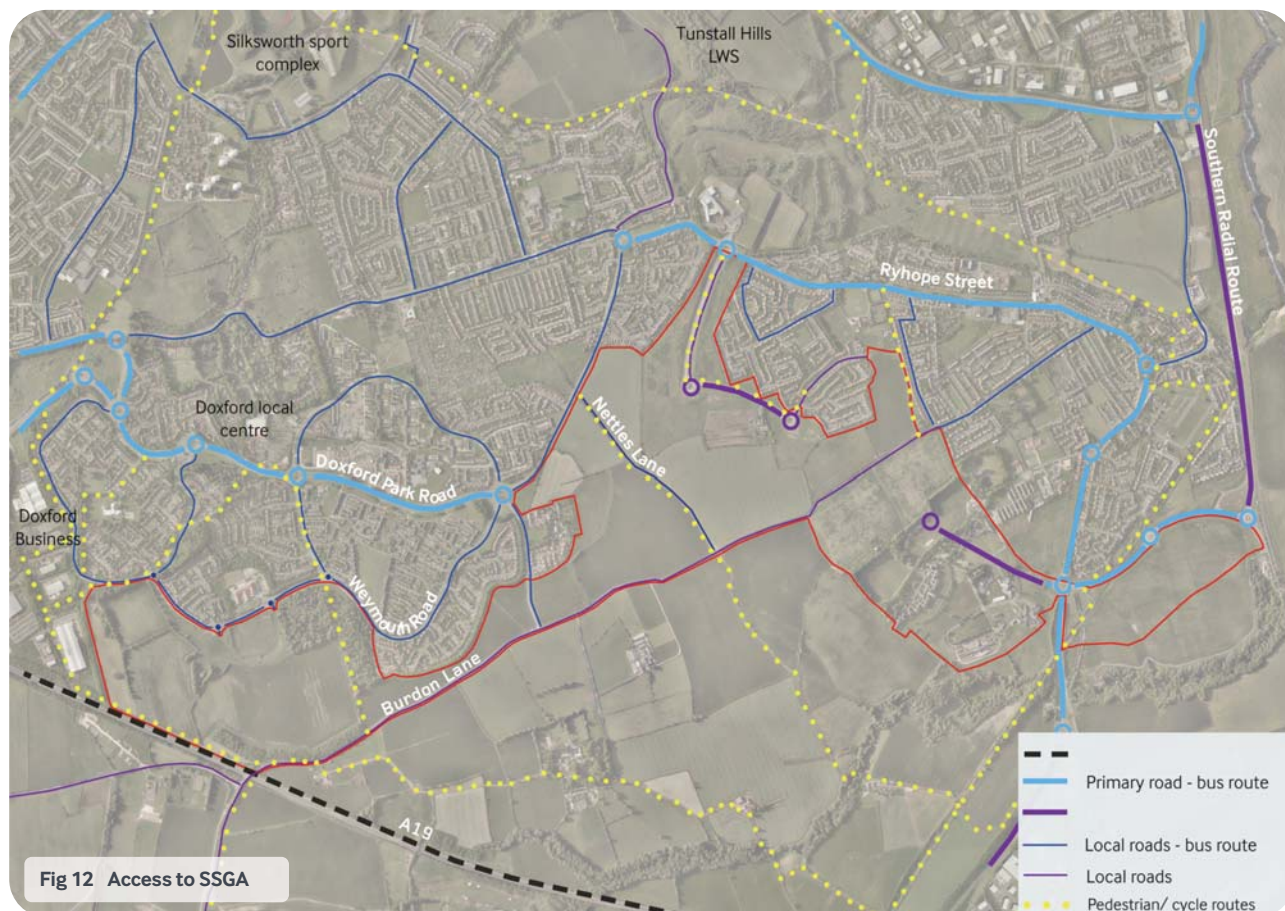 Silksworth sport
complex
Tunstall Hills
LWS
Southern Radial Route
Ryhope Street
Doxford local
centre
Nettles Lane
Doxford Park Road
Doxford
Business
Weymouth Road
Burdon Lane
A19
Primary road - bus route
Local roads - bus route
Local roads
Pedestrian/ cycle routes
Fig 12 Access to SSGA